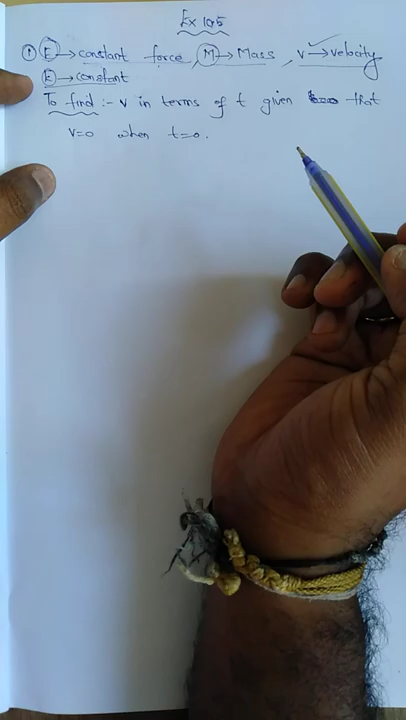 Ex 10.5
① F → constant force, M → Mass, v → velocity
k → constant
To find :- v in terms of t given that
v=0 when t=0.